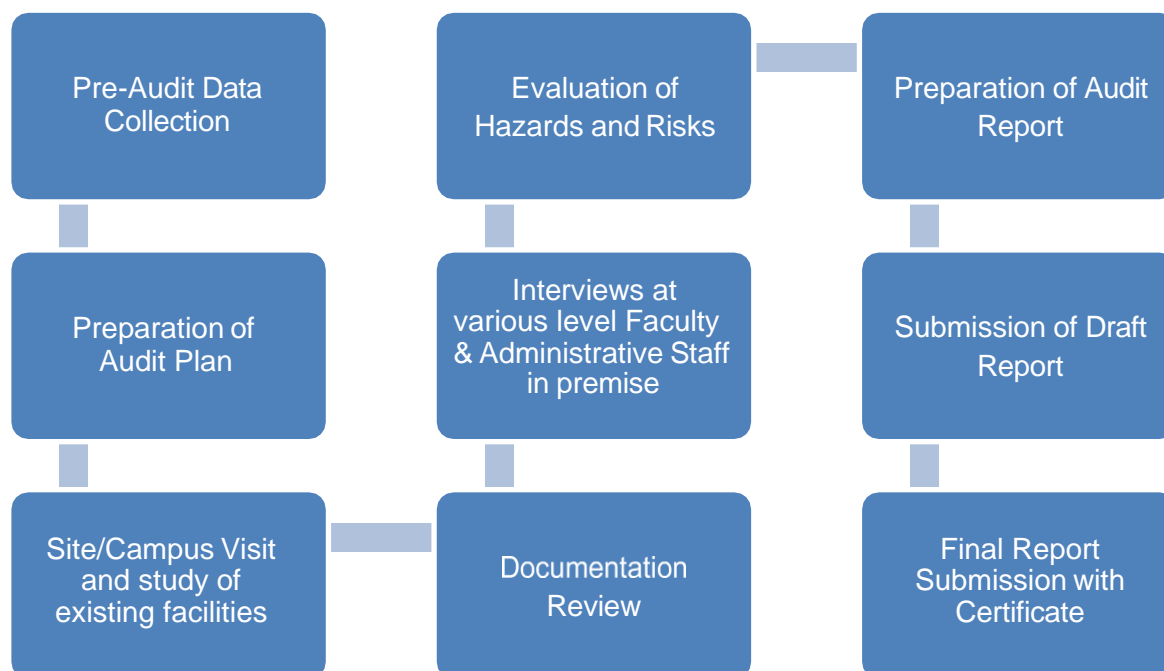 Pre-Audit Data
Collection
Preparation of
Audit Plan
Site/Campus Visit
and study of
existing facilities
Documentation
Review
Interviews at
various level Faculty
& Administrative Staff
in premise
Evaluation of
Hazards and Risks
Preparation of Audit
Report
Submission of Draft
Report
Final Report
Submission with
Certificate